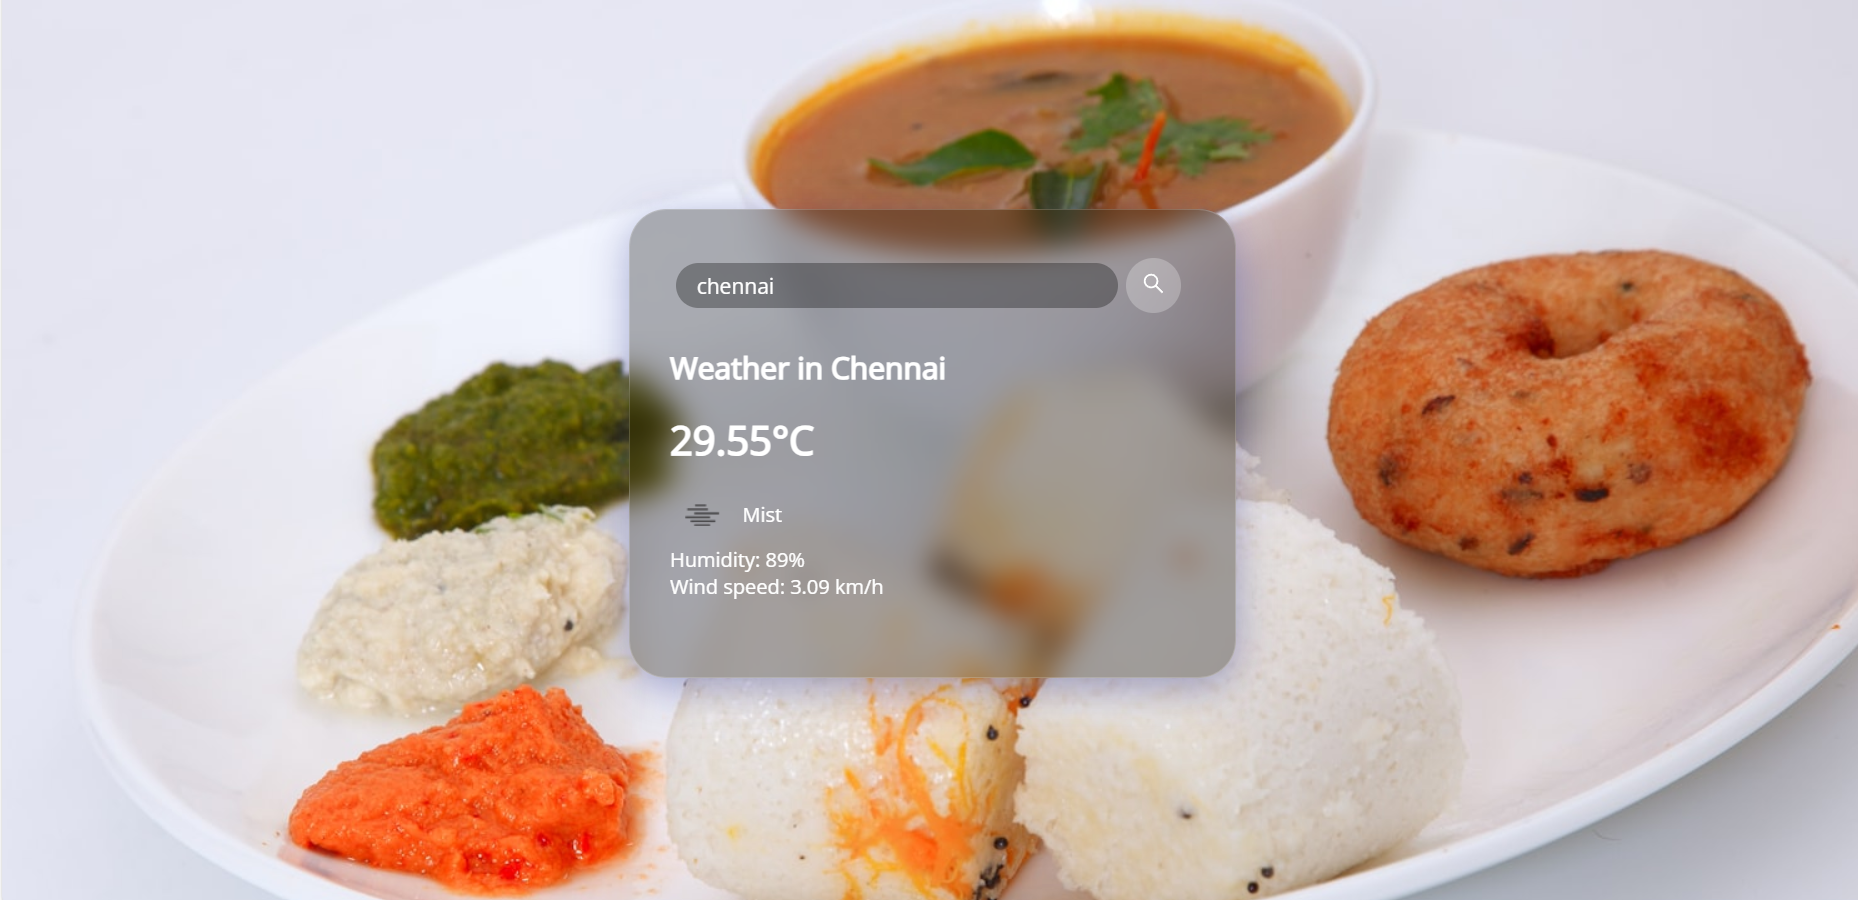 chennai
Weather in Chennai
29.55°C
Mist
Humidity: 89%
Wind speed: 3.09 km/h